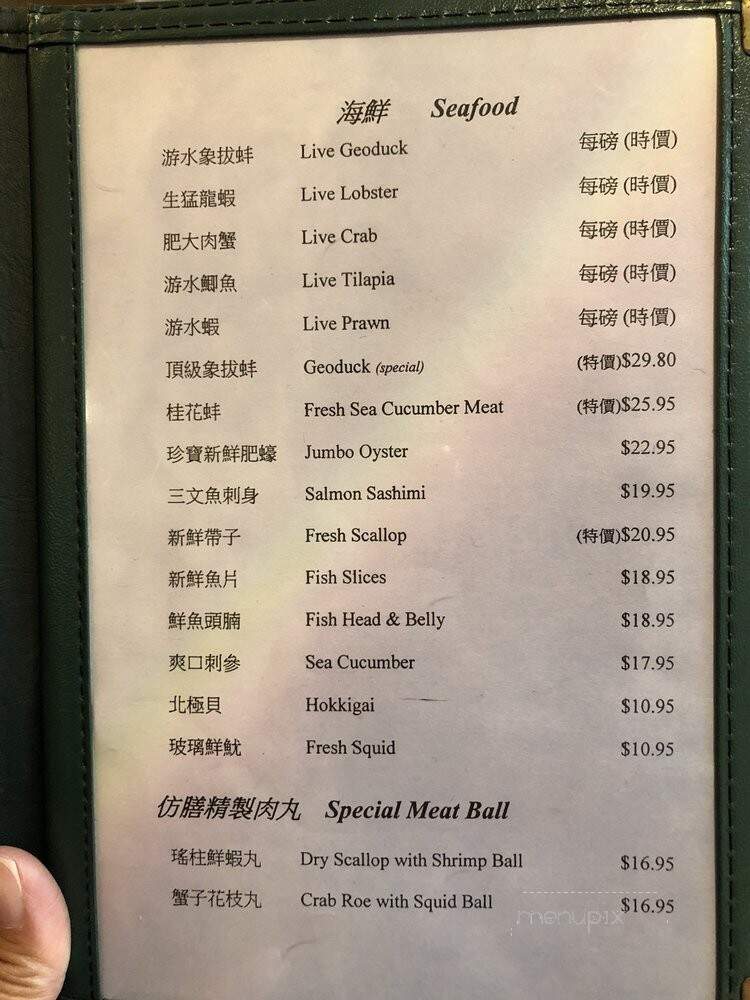 海鮮 Seafood
游水象拔蚌 Live Geoduck 每磅 (時價)
生猛龍蝦 Live Lobster 每磅 (時價)
肥大肉蟹 Live Crab 每磅 (時價)
游水鯽魚 Live Tilapia 每磅 (時價)
游水蝦 Live Prawn 每磅 (時價)
頂級象拔蚌 Geoduck (special) (特價)$29.80
桂花蚌 Fresh Sea Cucumber Meat (特價)$25.95
珍寶新鮮肥蠔 Jumbo Oyster $22.95
三文魚刺身 Salmon Sashimi $19.95
新鮮帶子 Fresh Scallop (特價)$20.95
新鮮魚片 Fish Slices $18.95
鮮魚頭腩 Fish Head & Belly $18.95
爽口刺參 Sea Cucumber $17.95
北極貝 Hokkigai $10.95
玻璃鮮魷 Fresh Squid $10.95
仿膳精製肉丸 Special Meat Ball
瑤柱鮮蝦丸 Dry Scallop with Shrimp Ball $16.95
蟹子花枝丸 Crab Roe with Squid Ball $16.95
menupix